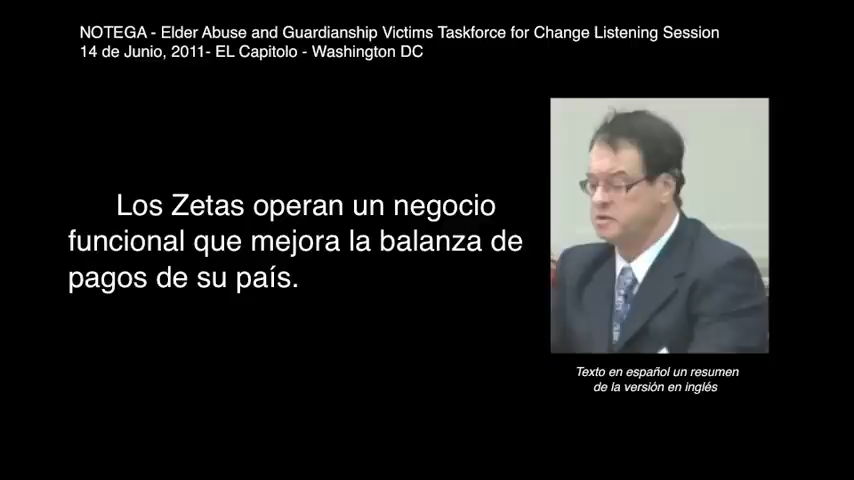 NOTEGA - Elder Abuse and Guardianship Victims Taskforce for Change Listening Session
14 de Junio, 2011- EL Capitolo - Washington DC
Los Zetas operan un negocio
funcional que mejora la balanza de
pagos de su país.
Texto en español un resumen
de la versión en inglés